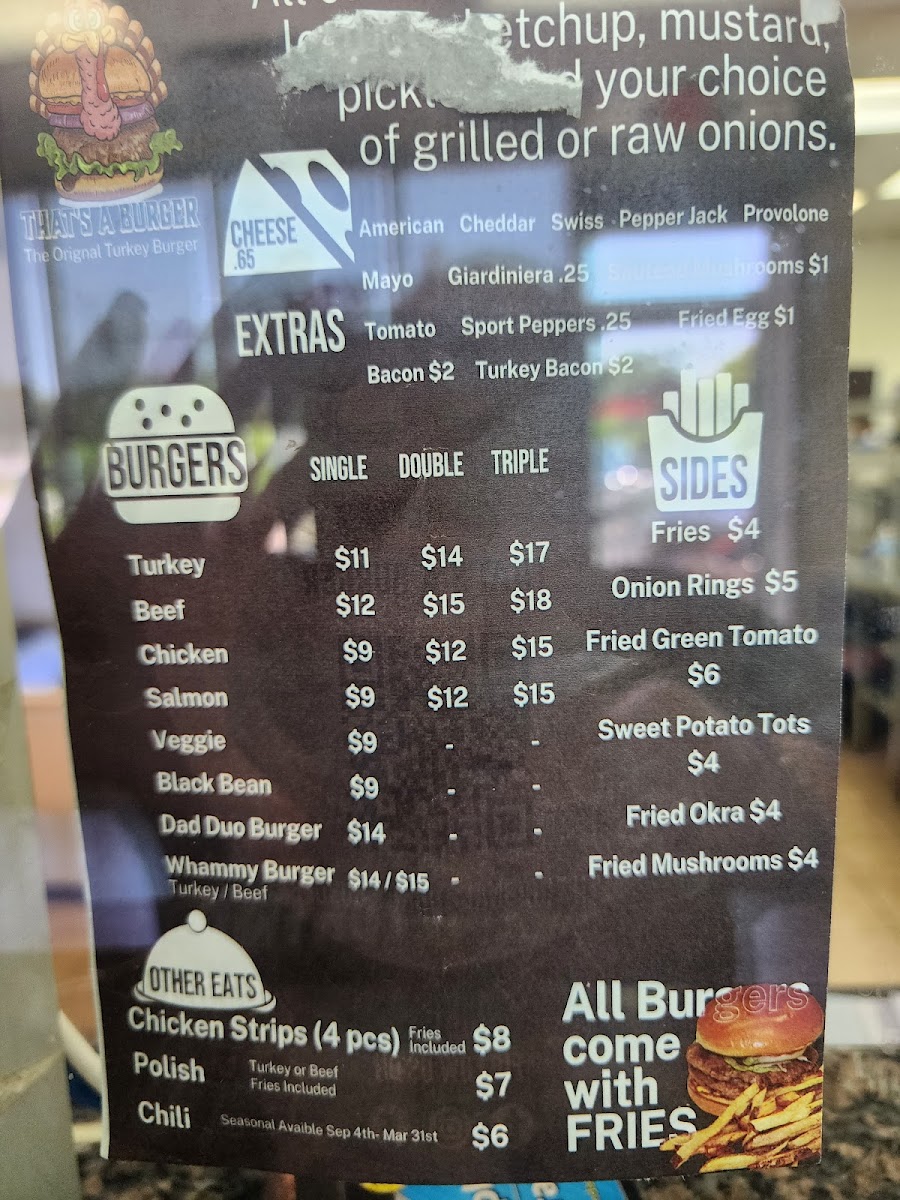 etchup, mustard,
your choice
of grilled or raw onions.
THAT'S A BURGER
The Orignal Turkey Burger
CHEESE
.65
American Cheddar Swiss Pepper Jack Provolone
Mayo Giardiniera .25 Sauteed Mushrooms $1
EXTRAS
Tomato Sport Peppers .25 Fried Egg $1
Bacon $2 Turkey Bacon $2
BURGERS
SINGLE DOUBLE TRIPLE
Turkey $11 $14 $17
Beef $12 $15 $18
Chicken $9 $12 $15
Salmon $9 $12 $15
Veggie $9 - -
Black Bean $9 - -
Dad Duo Burger $14 - -
Whammy Burger $14 / $15 - -
Turkey / Beef
SIDES
Fries $4
Onion Rings $5
Fried Green Tomato
$6
Sweet Potato Tots
$4
Fried Okra $4
Fried Mushrooms $4
OTHER EATS
Chicken Strips (4 pcs) Fries Included $8
Polish Turkey or Beef Fries Included $7
Chili Seasonal Avaible Sep 4th- Mar 31st $6
All Burgers
come
with
FRIES